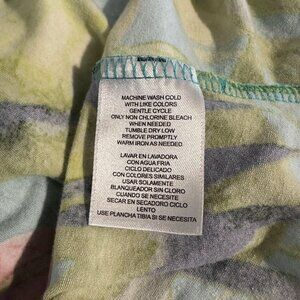 MACHINE WASH COLD
WITH LIKE COLORS
GENTLE CYCLE
ONLY NON CHLORINE BLEACH
WHEN NEEDED
TUMBLE DRY LOW
REMOVE PROMPTLY
WARM IRON AS NEEDED
LAVAR EN LAVADORA
CON AGUA FRIA
CICLO DELICADO
CON COLORES SIMILARES
USAR SOLAMENTE
BLANQUEADOR SIN CLORO
CUANDO SE NECESITE
SECAR EN SECADORO CICLO
LENTO
USE PLANCHA TIBIA SI SE NECESITA